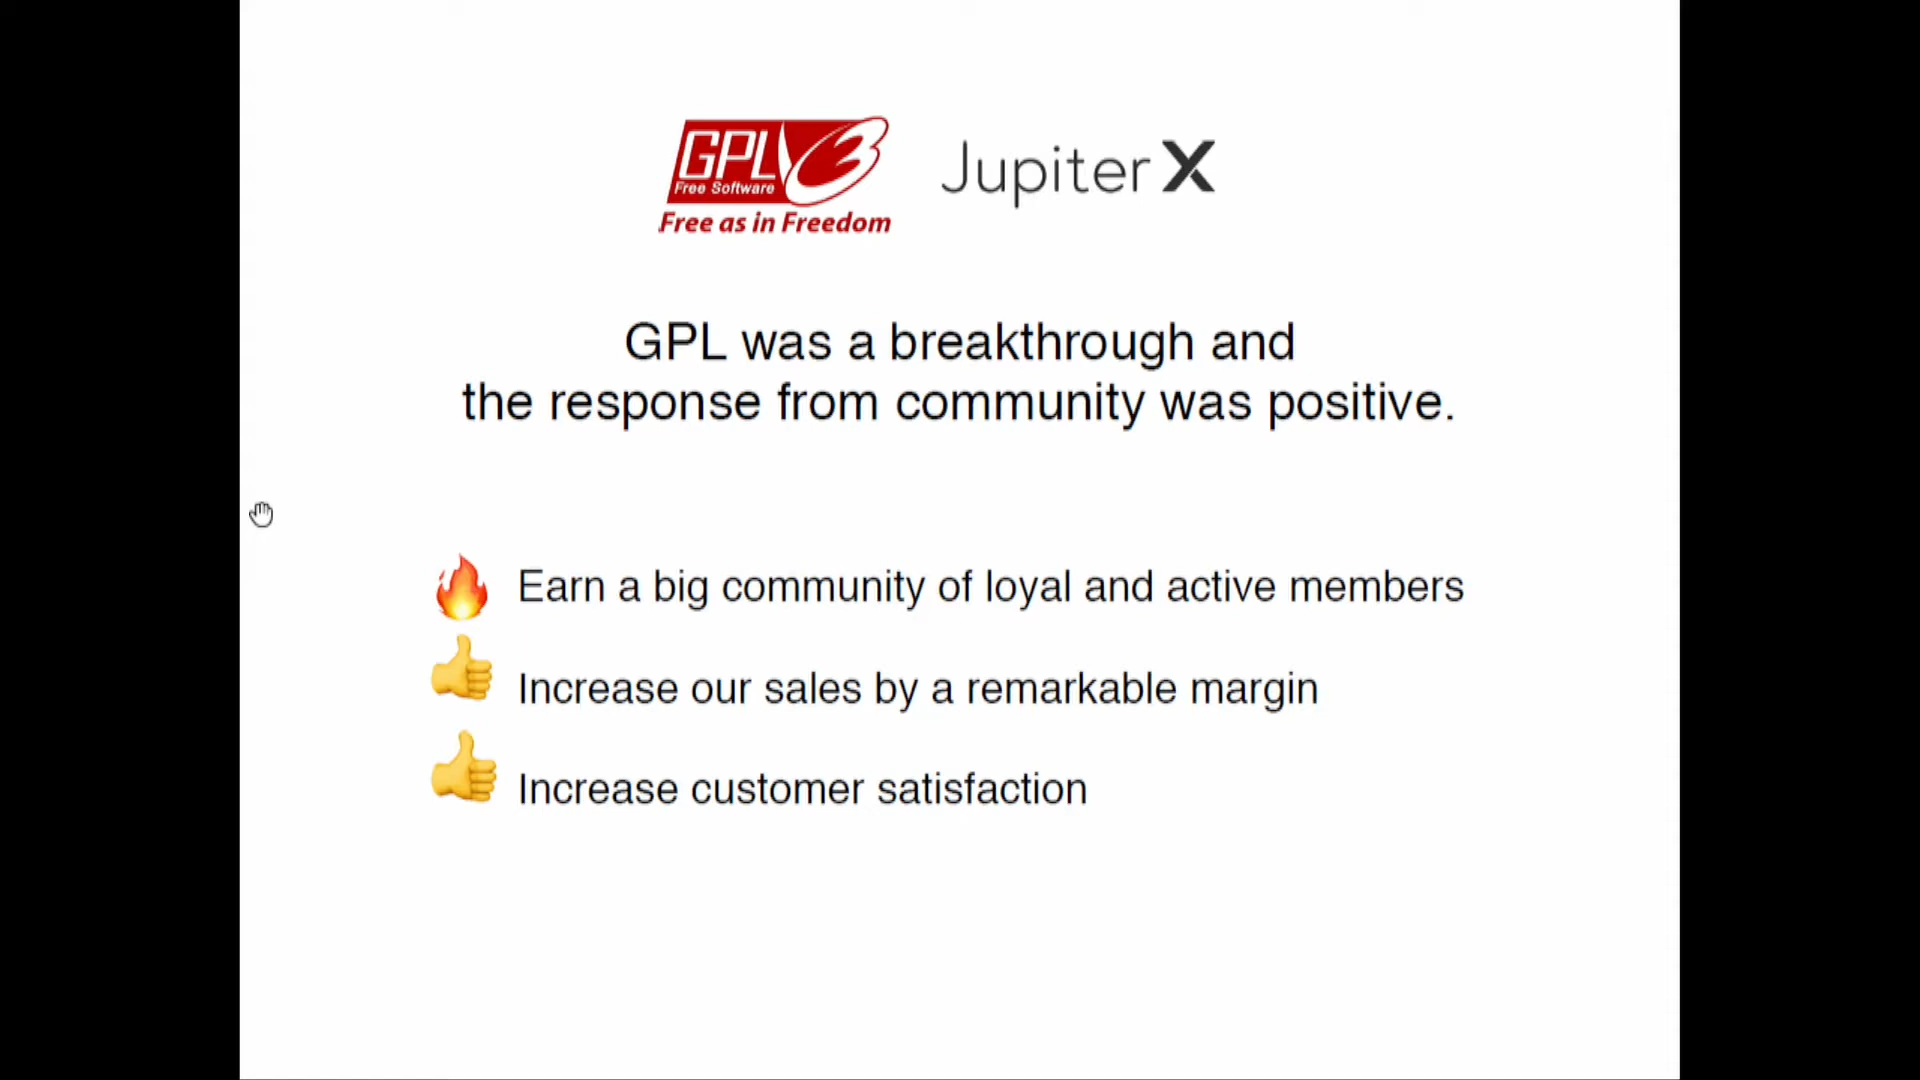 GPLv3
Free Software
Free as in Freedom
Jupiter X
GPL was a breakthrough and
the response from community was positive.
Earn a big community of loyal and active members
Increase our sales by a remarkable margin
Increase customer satisfaction